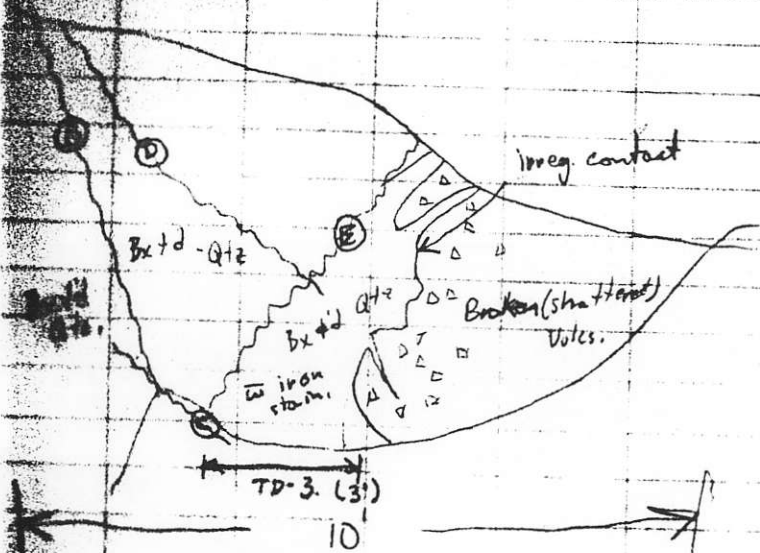 irreg. contact
D
E
Bx + d - Qtz
Qtz
Bx + d
w̅ iron
stain.
Broken (shattered)
Volcs.
TD-3. (3')
10'